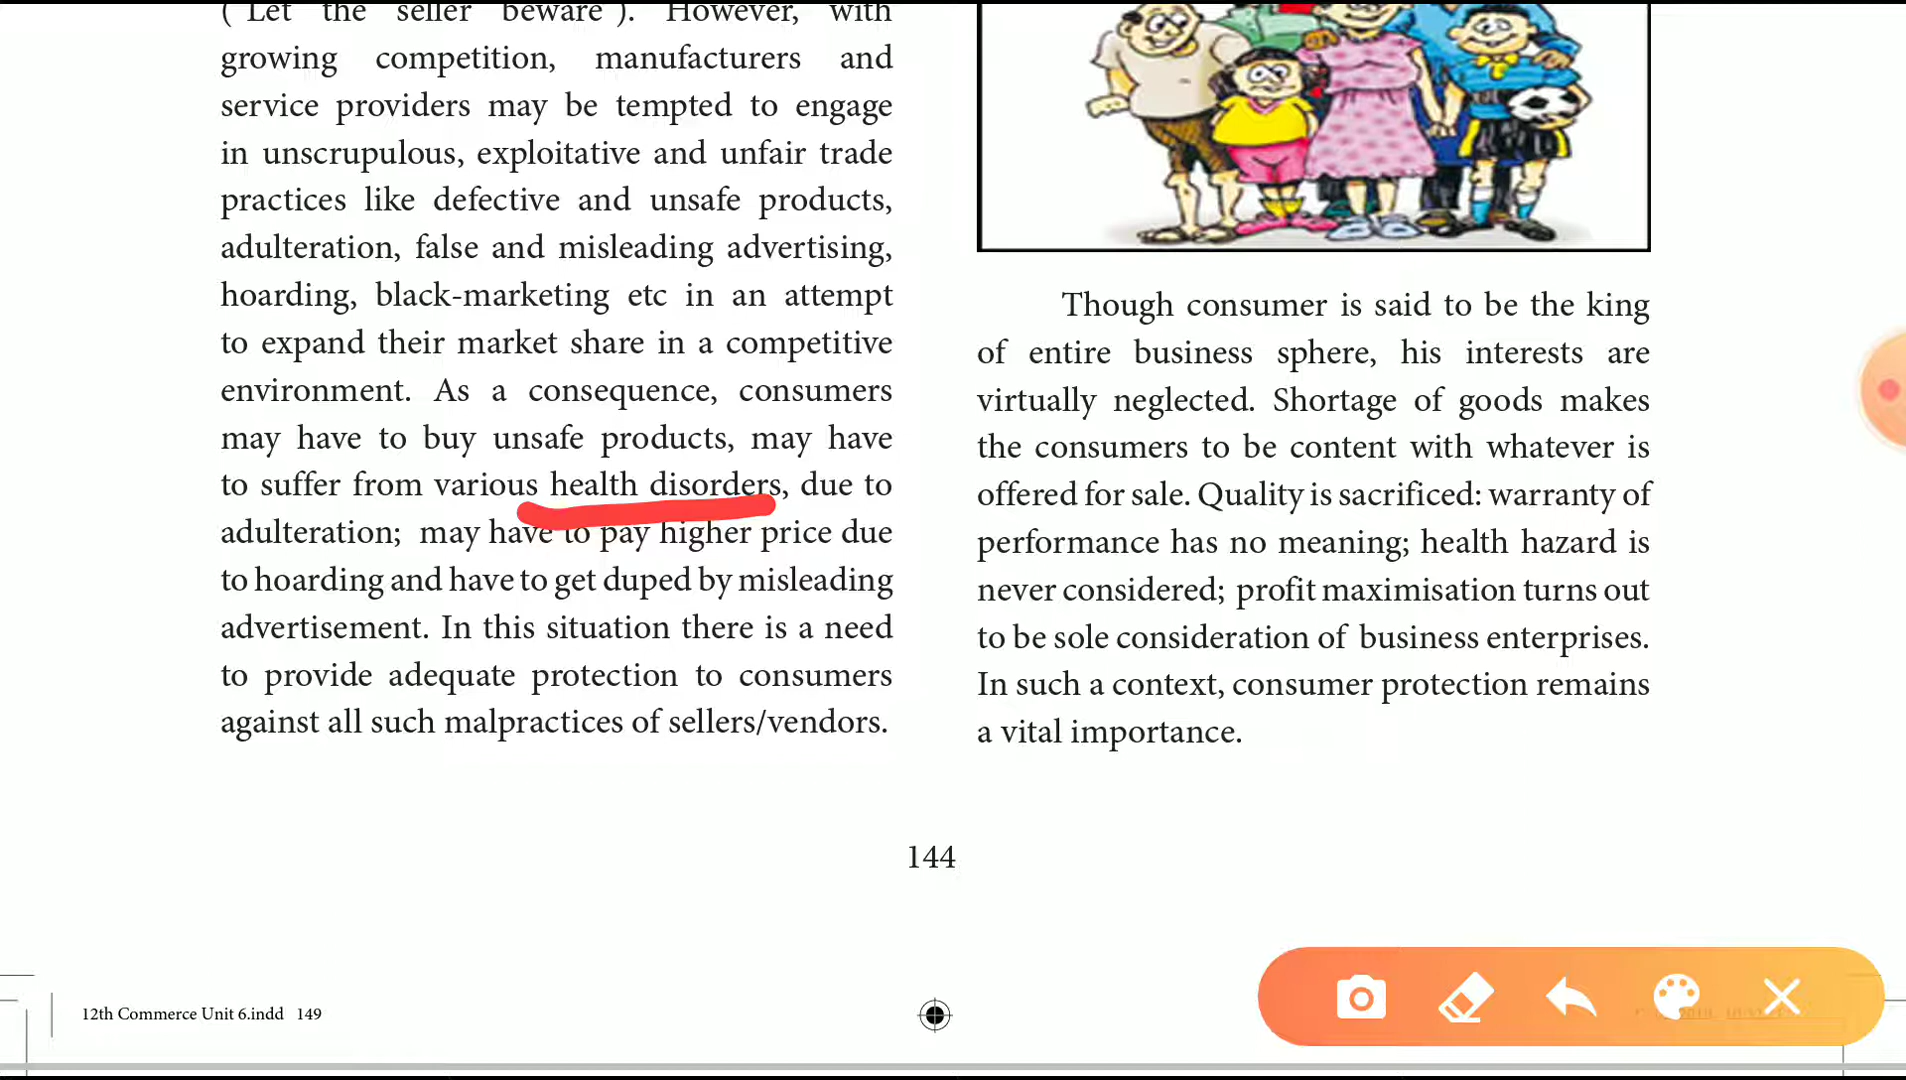 ( Let the seller beware ). However, with
growing competition, manufacturers and
service providers may be tempted to engage
in unscrupulous, exploitative and unfair trade
practices like defective and unsafe products,
adulteration, false and misleading advertising,
hoarding, black-marketing etc in an attempt
to expand their market share in a competitive
environment. As a consequence, consumers
may have to buy unsafe products, may have
to suffer from various health disorders, due to
adulteration; may have to pay higher price due
to hoarding and have to get duped by misleading
advertisement. In this situation there is a need
to provide adequate protection to consumers
against all such malpractices of sellers/vendors.
Though consumer is said to be the king
of entire business sphere, his interests are
virtually neglected. Shortage of goods makes
the consumers to be content with whatever is
offered for sale. Quality is sacrificed: warranty of
performance has no meaning; health hazard is
never considered; profit maximisation turns out
to be sole consideration of business enterprises.
In such a context, consumer protection remains
a vital importance.
144
12th Commerce Unit 6.indd 149